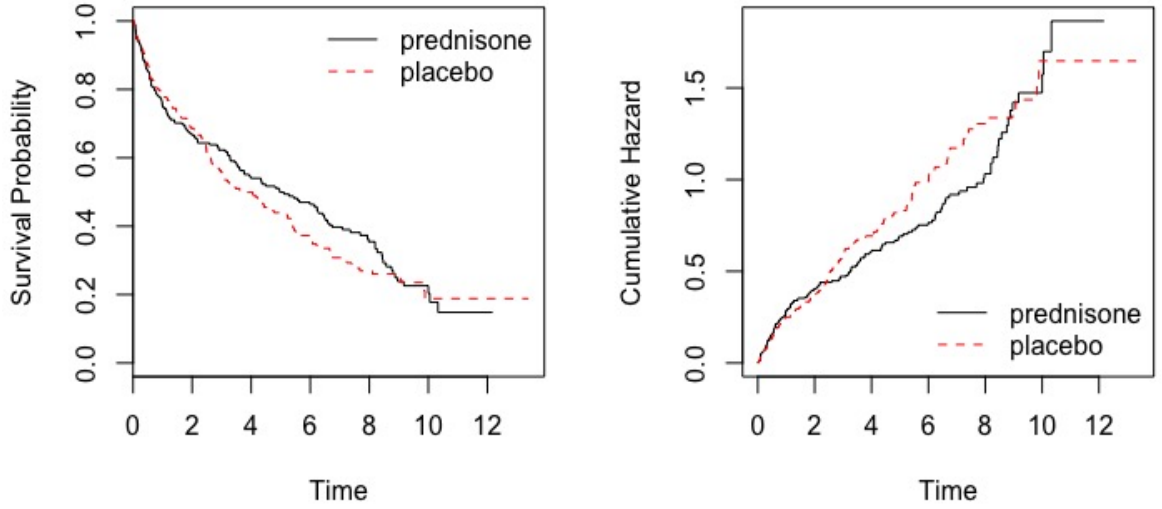 Survival Probability
1.0
0.8
0.6
0.4
0.2
0.0
prednisone
placebo
0 2 4 6 8 10 12
Time
Cumulative Hazard
1.5
1.0
0.5
0.0
prednisone
placebo
0 2 4 6 8 10 12
Time